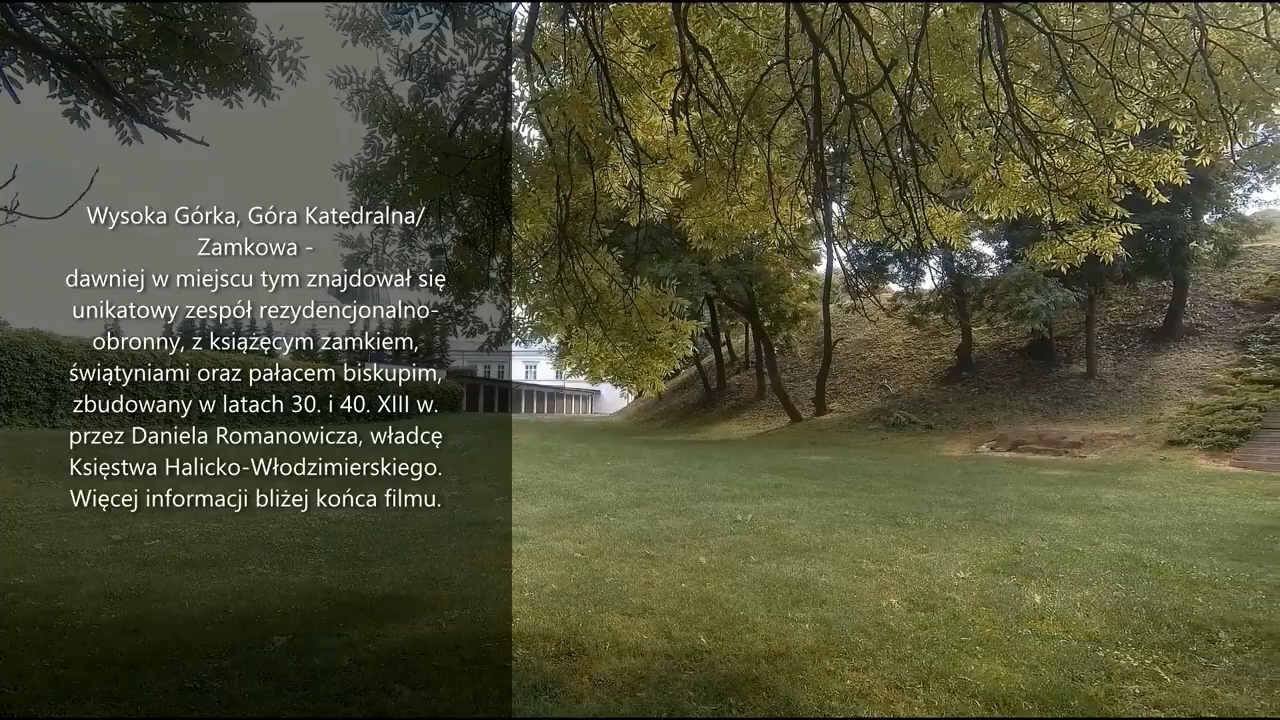 Wysoka Górka, Góra Katedralna/
Zamkowa -
dawniej w miejscu tym znajdował się
unikatowy zespół rezydencjonalno-
obronny, z książęcym zamkiem,
świątyniami oraz pałacem biskupim,
zbudowany w latach 30. i 40. XIII w.
przez Daniela Romanowicza, władcę
Księstwa Halicko-Włodzimierskiego.
Więcej informacji bliżej końca filmu.